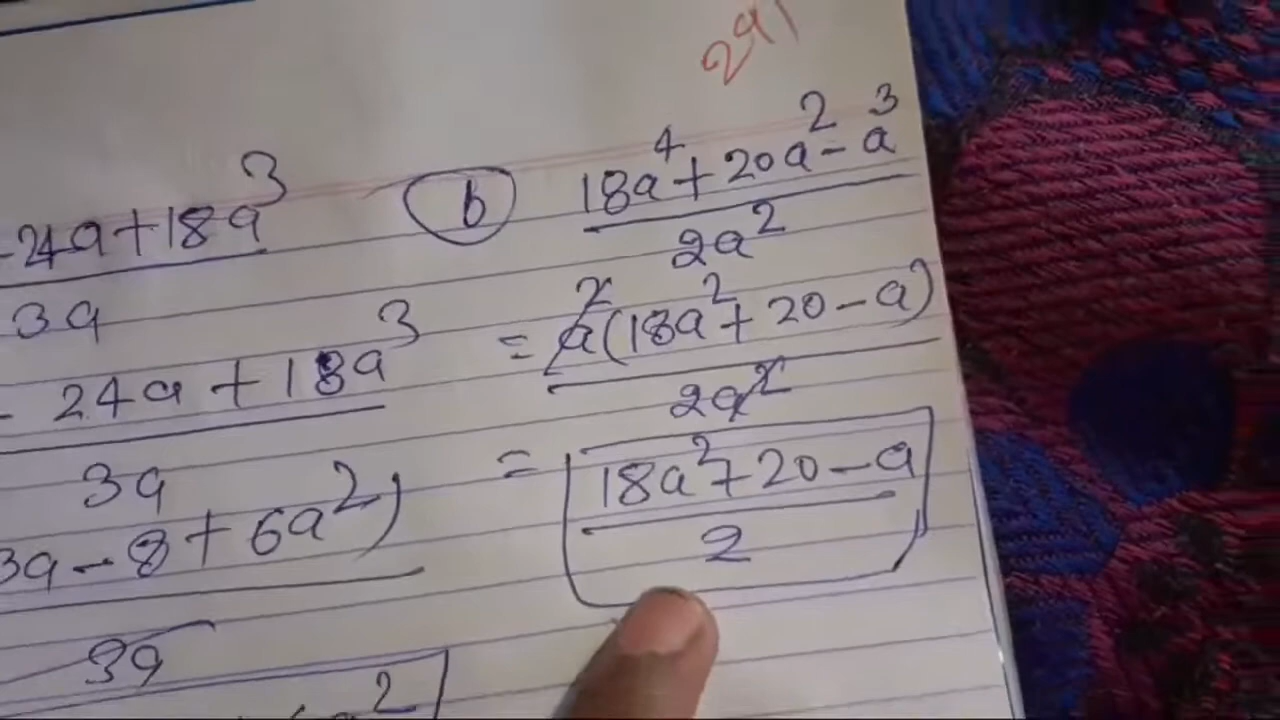 291
-24a+18a³
3a
- 24a + 18a³
3a
3a - 8 + 6a²)
3a
b
18a⁴ + 20a² - a³
2a²
= a²(18a² + 20 - a)
2a²
= 18a² + 20 - a
2